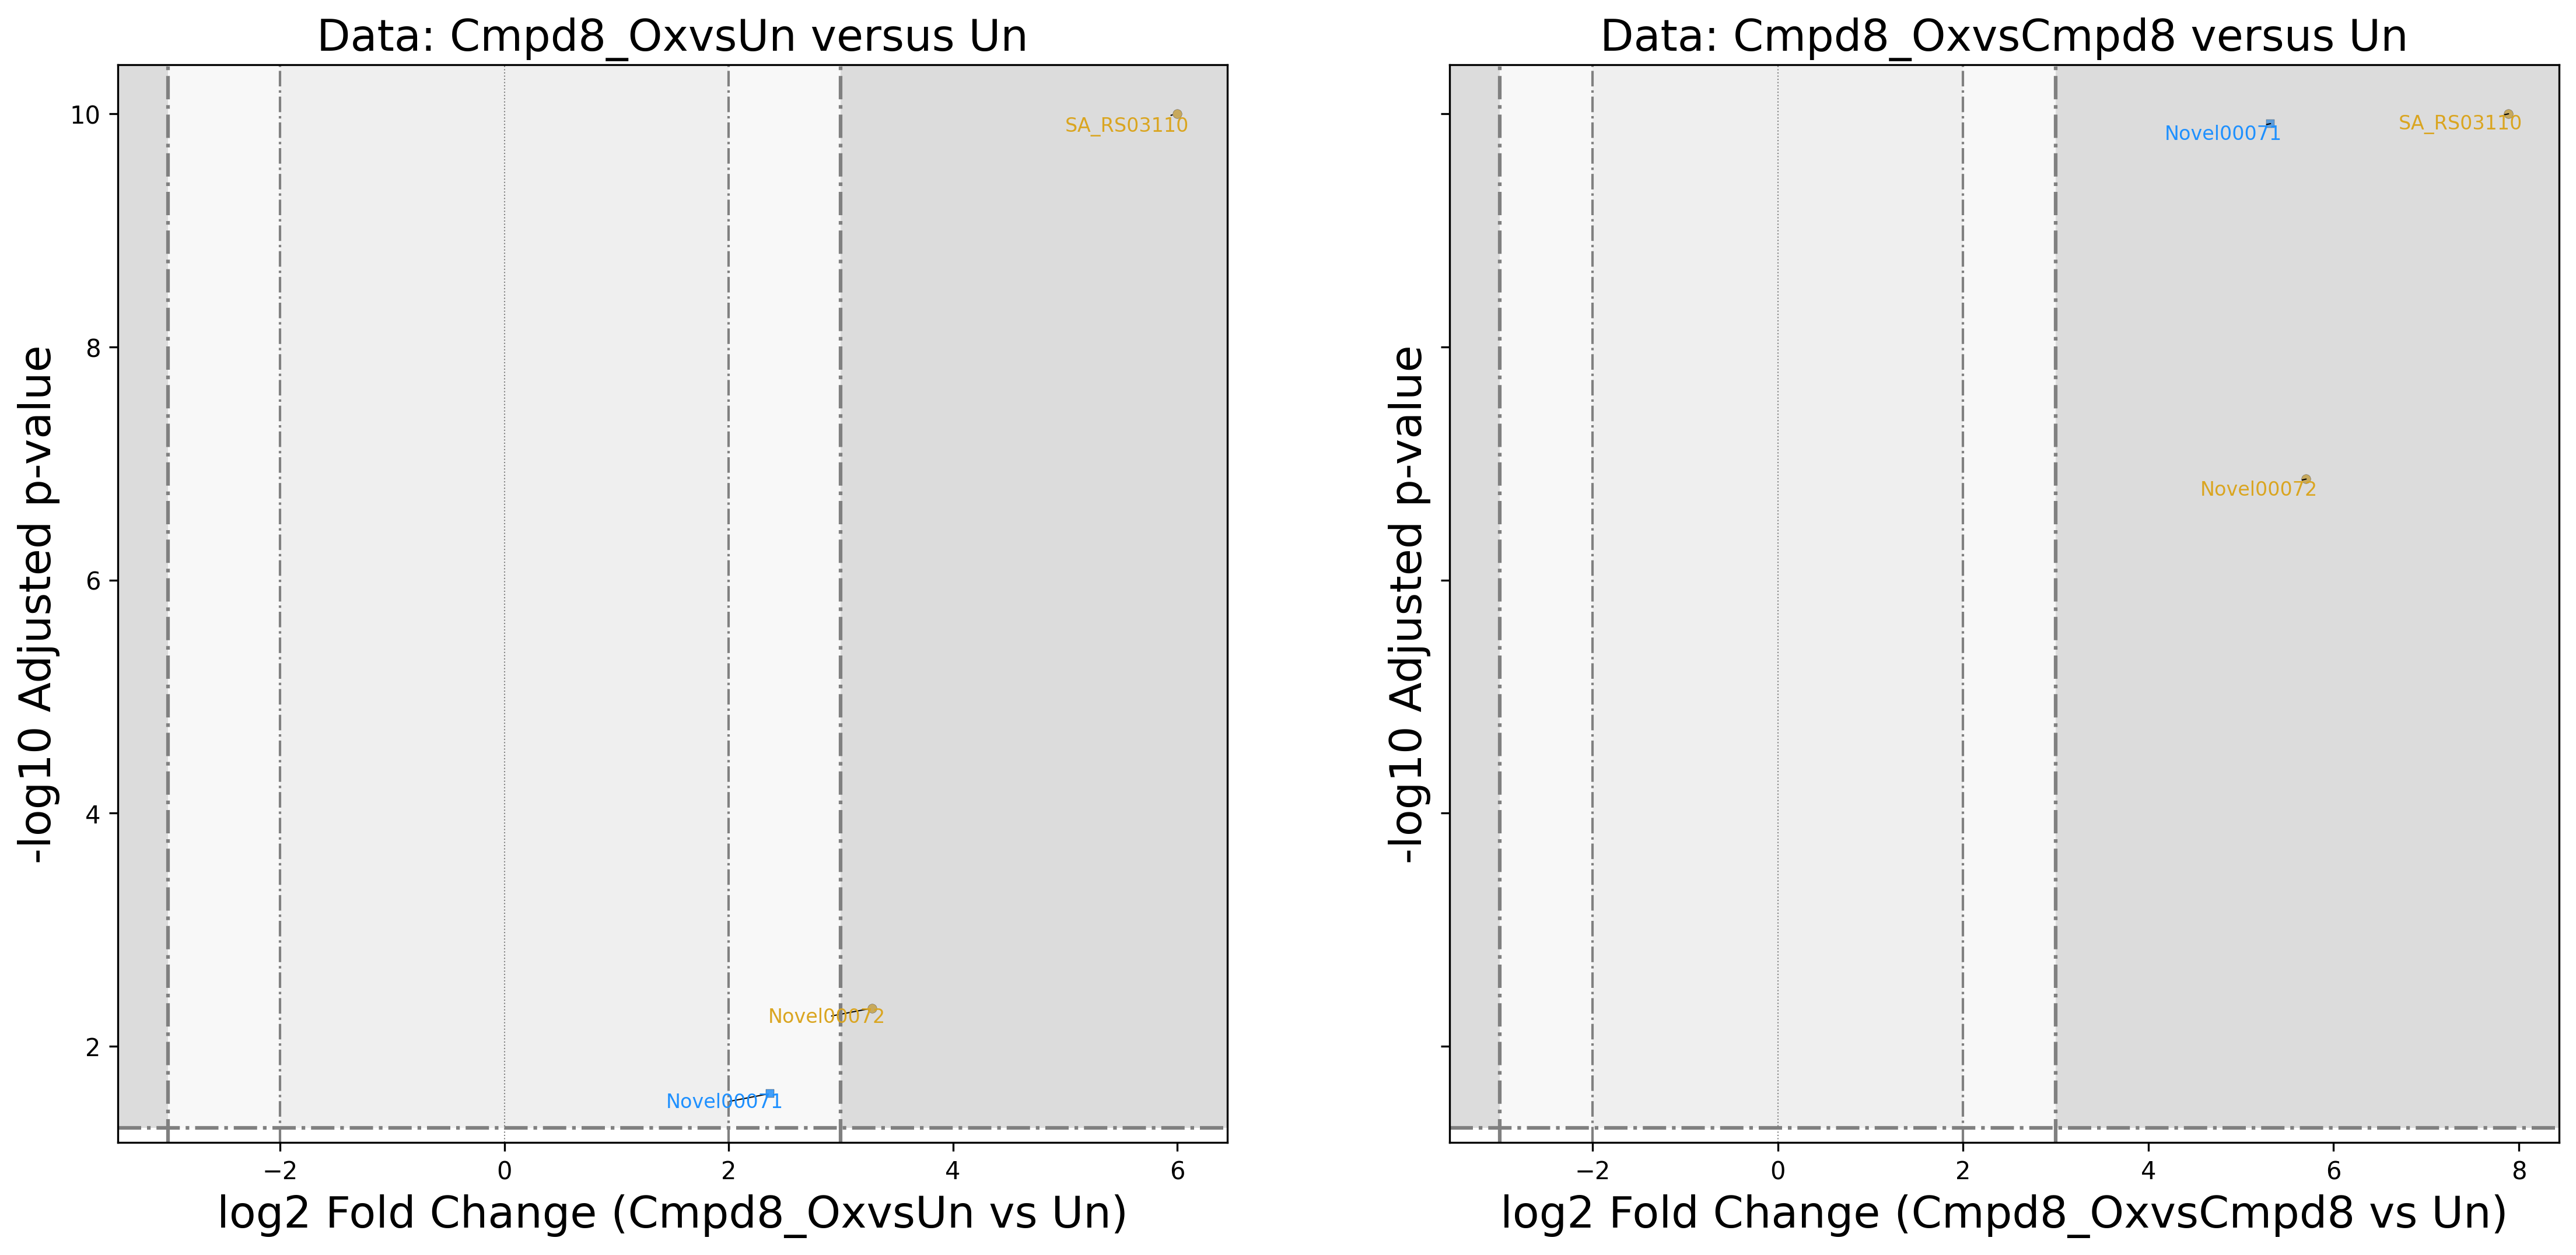 Data: Cmpd8_OxvsUn versus Un
-log10 Adjusted p-value
10
8
6
4
2
SA_RS03110
Novel00072
Novel00071
−2
0
2
4
6
log2 Fold Change (Cmpd8_OxvsUn vs Un)
Data: Cmpd8_OxvsCmpd8 versus Un
-log10 Adjusted p-value
Novel00071
SA_RS03110
Novel00072
−2
0
2
4
6
8
log2 Fold Change (Cmpd8_OxvsCmpd8 vs Un)